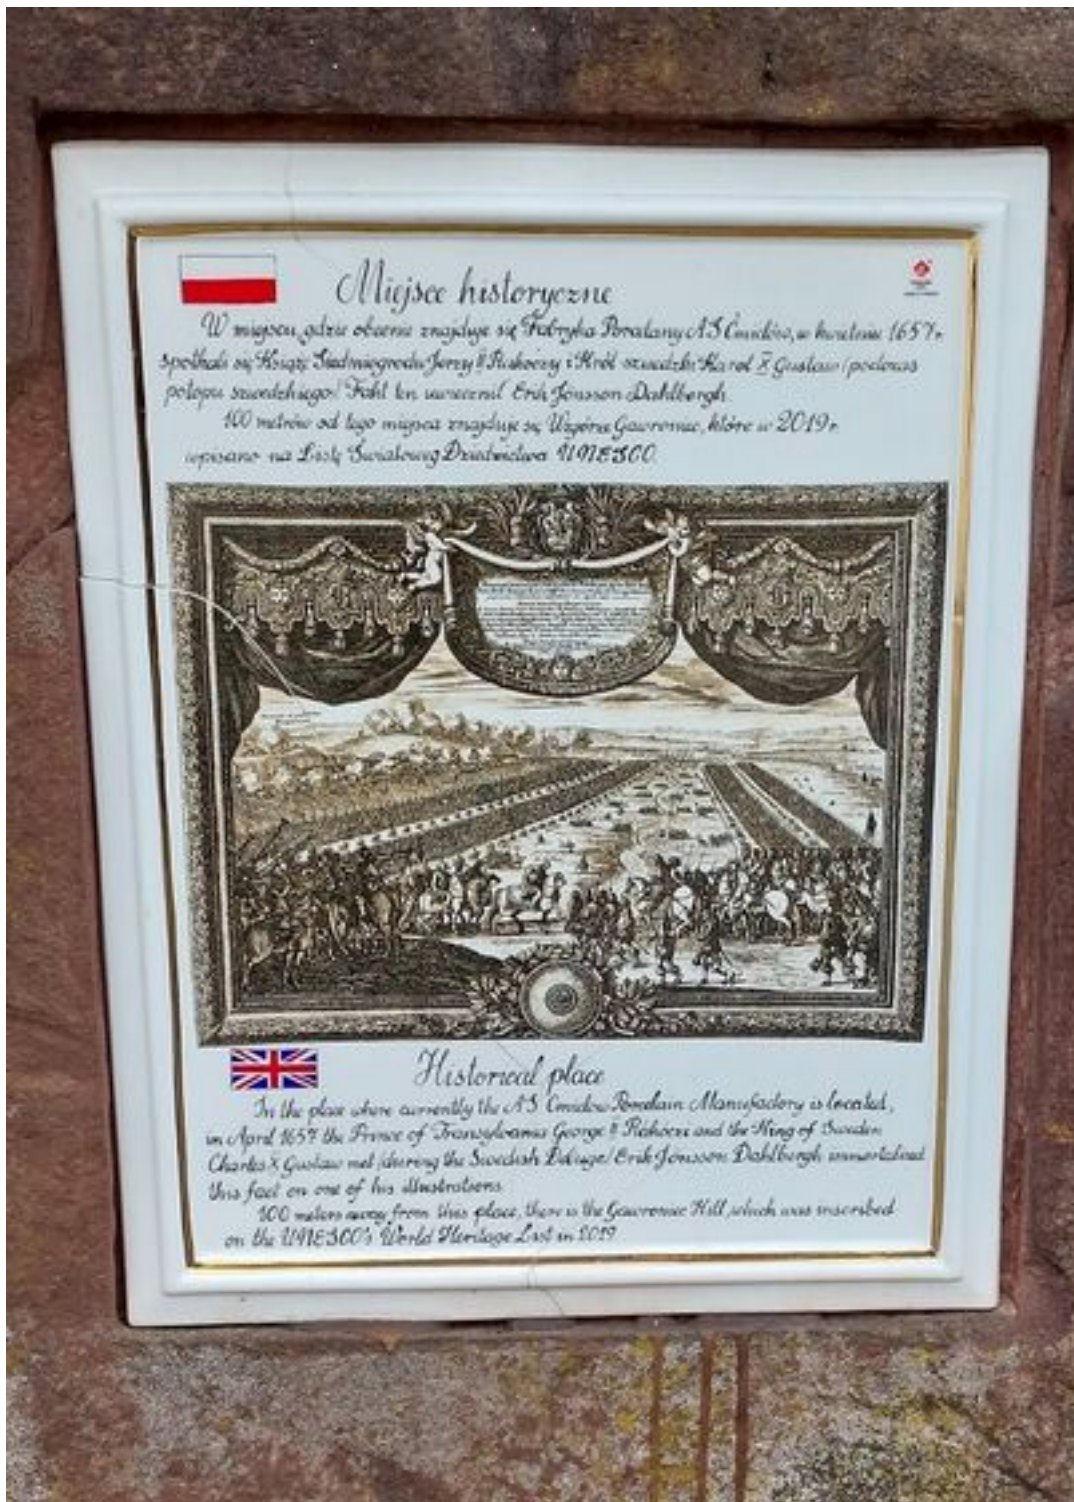 Miejsce historyczne
W miejscu, gdzie obecnie znajduje się Fabryka Porcelany AS Ćmielów, w kwietniu 1657 r.
spotkali się Książę Siedmiogrodu Jerzy II Rakoczy i Król szwedzki Karol X Gustaw /podczas
potopu szwedzkiego/. Fakt ten uwiecznił Erik Jönsson Dahlbergh.
100 metrów od tego miejsca znajduje się Wzgórze Gawroniec, które w 2019 r.
wpisano na Listę Światowego Dziedzictwa UNESCO.
Historical place
In the place where currently the AS Cmielow Porcelain Manufactory is located,
in April 1657 the Prince of Transylvania George II Rakoczi and the King of Sweden
Charles X Gustaw met /during the Swedish Deluge/. Erik Jönsson Dahlbergh immortalised
this fact on one of his illustrations.
100 meters away from this place, there is the Gawroniec Hill, which was inscribed
on the UNESCO's World Heritage List in 2019